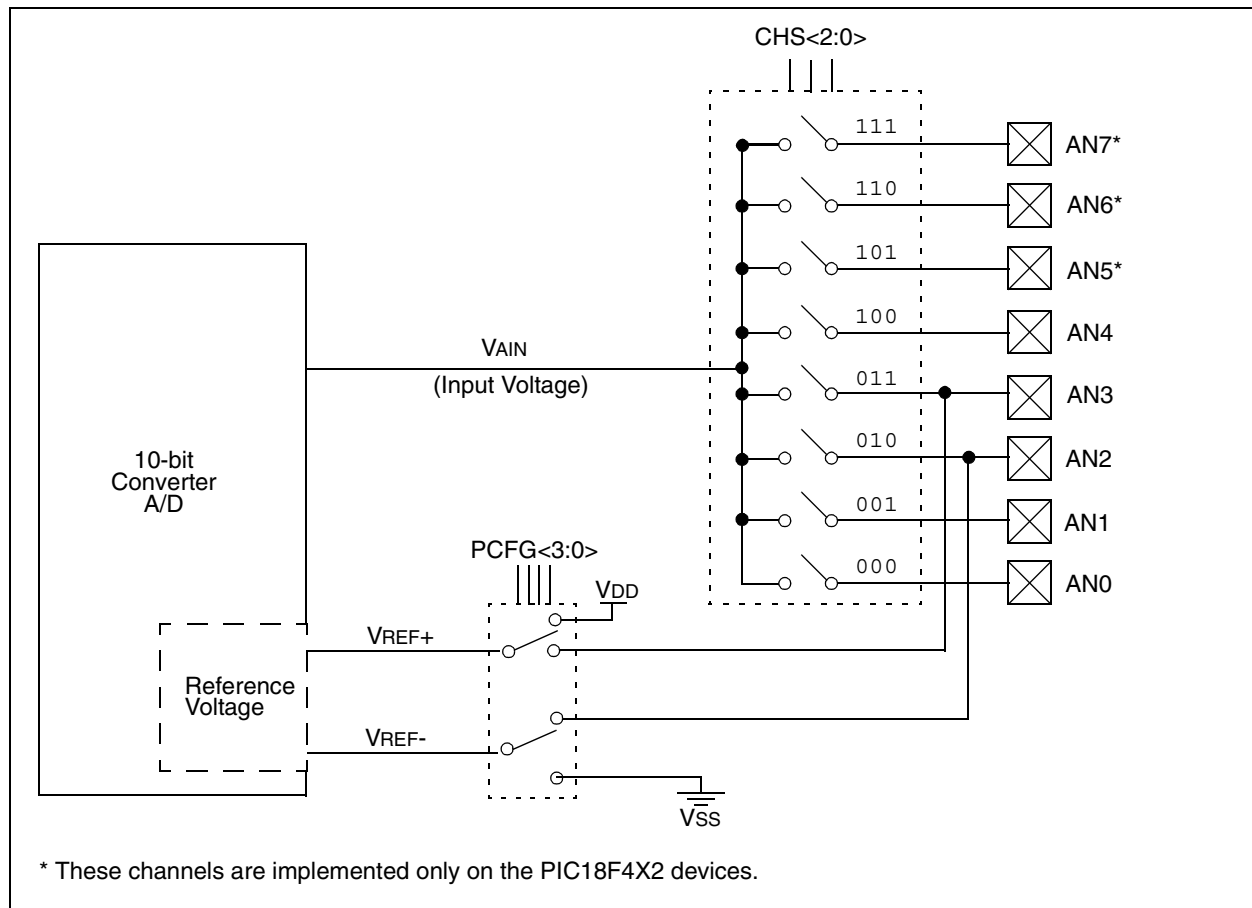 CHS<2:0>
111
AN7*
110
AN6*
101
AN5*
100
AN4
VAIN
(Input Voltage)
011
AN3
010
AN2
10-bit
Converter
A/D
001
AN1
PCFG<3:0>
000
AN0
VDD
VREF+
Reference
Voltage
VREF-
VSS
* These channels are implemented only on the PIC18F4X2 devices.